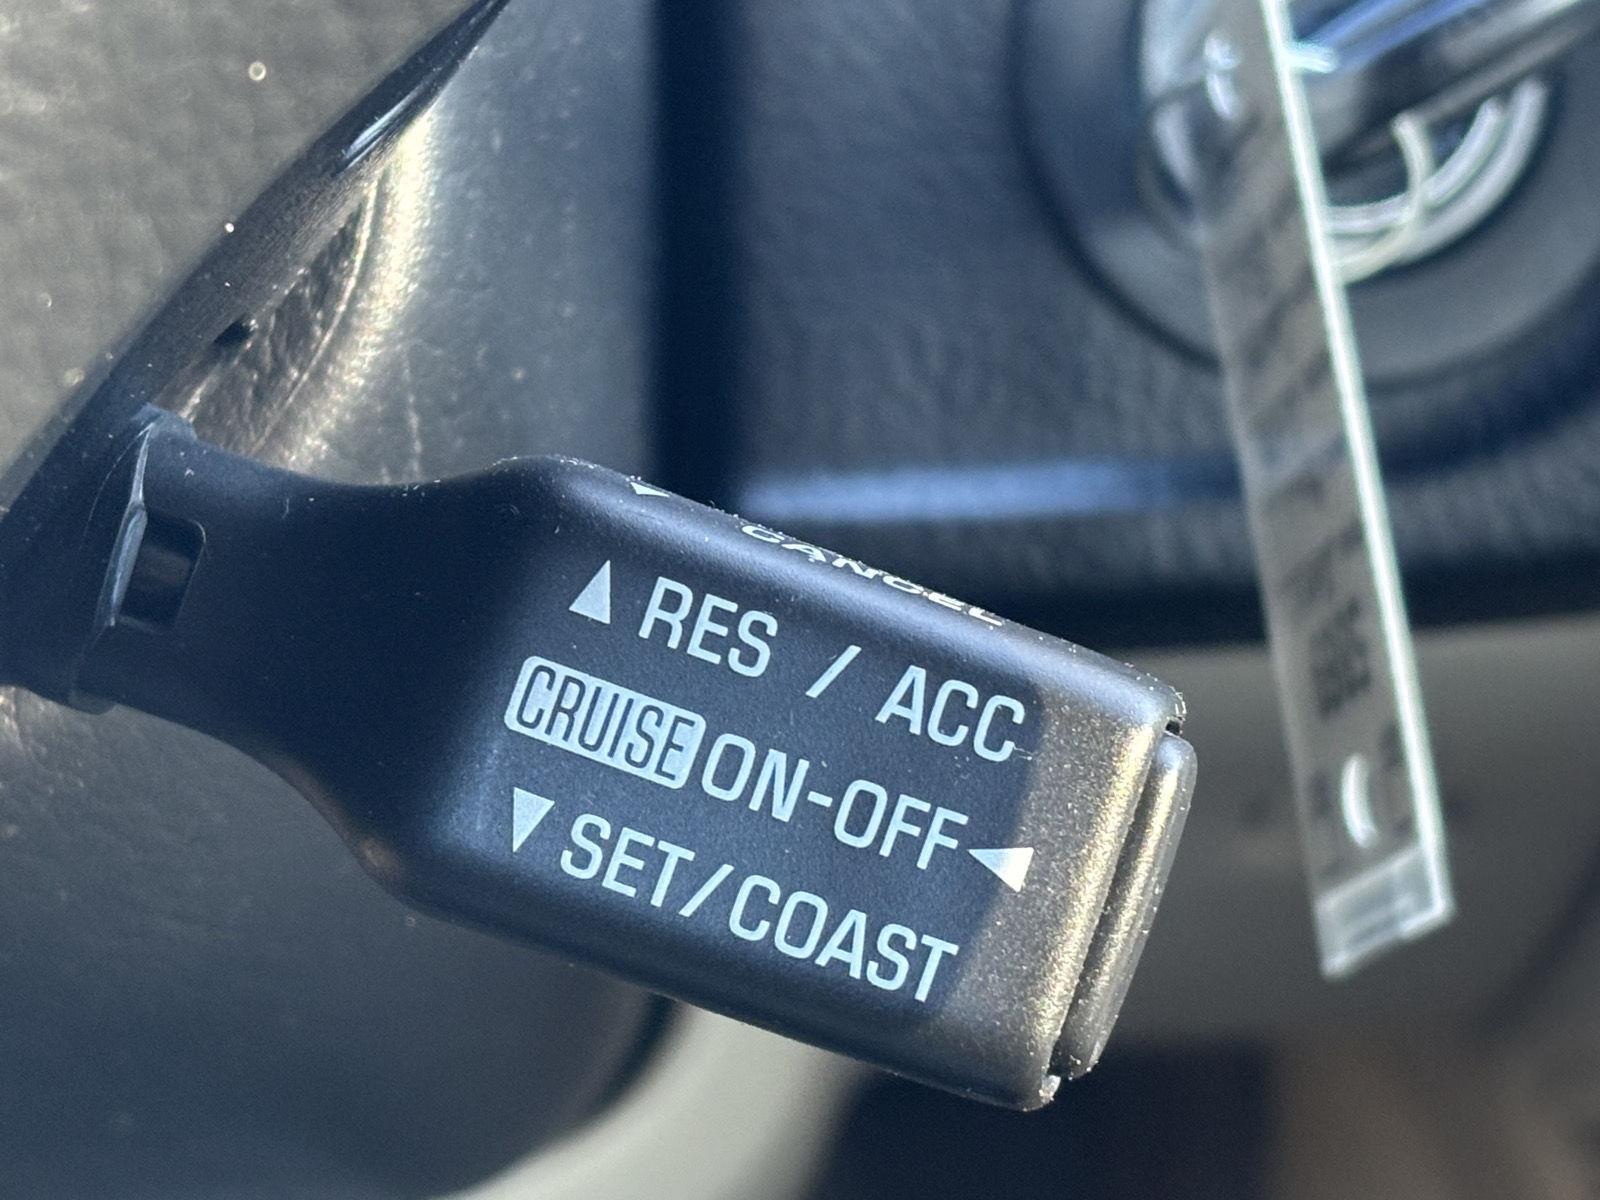 CANCEL
RES / ACC
CRUISE ON-OFF
SET/COAST